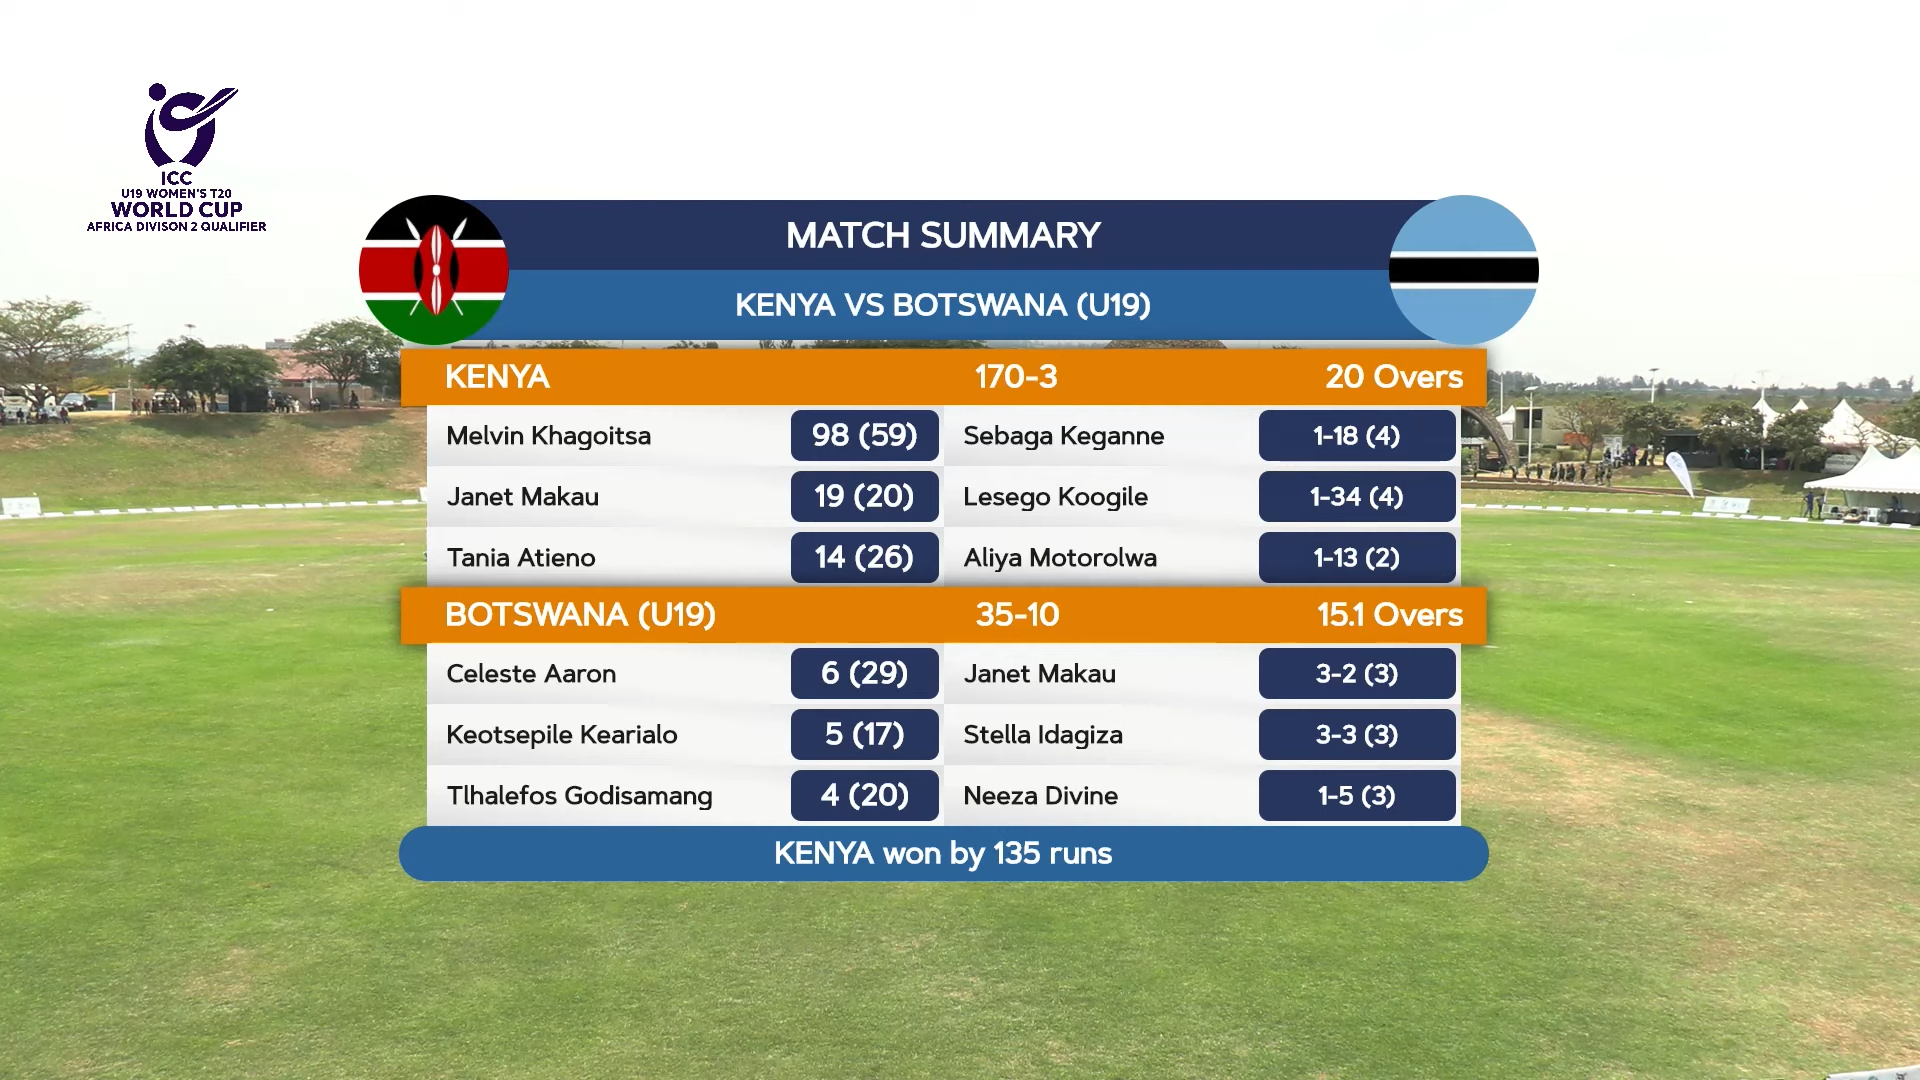 ICC
U19 WOMEN'S T20
WORLD CUP
AFRICA DIVISON 2 QUALIFIER
MATCH SUMMARY
KENYA VS BOTSWANA (U19)
KENYA 170-3 20 Overs
Melvin Khagoitsa 98 (59) Sebaga Keganne 1-18 (4)
Janet Makau 19 (20) Lesego Koogile 1-34 (4)
Tania Atieno 14 (26) Aliya Motorolwa 1-13 (2)
BOTSWANA (U19) 35-10 15.1 Overs
Celeste Aaron 6 (29) Janet Makau 3-2 (3)
Keotsepile Kearialo 5 (17) Stella Idagiza 3-3 (3)
Tlhalefos Godisamang 4 (20) Neeza Divine 1-5 (3)
KENYA won by 135 runs